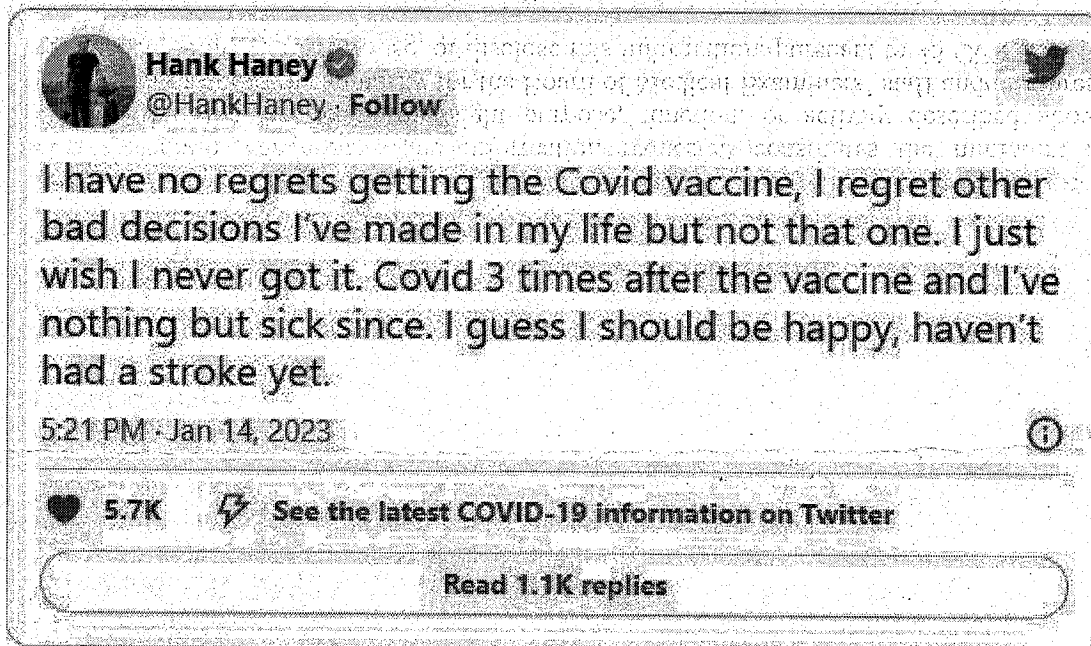 Hank Haney
@HankHaney · Follow
I have no regrets getting the Covid vaccine, I regret other
bad decisions I've made in my life but not that one. I just
wish I never got it. Covid 3 times after the vaccine and I've
nothing but sick since. I guess I should be happy, haven't
had a stroke yet.
5:21 PM · Jan 14, 2023
5.7K See the latest COVID-19 information on Twitter
Read 1.1K replies